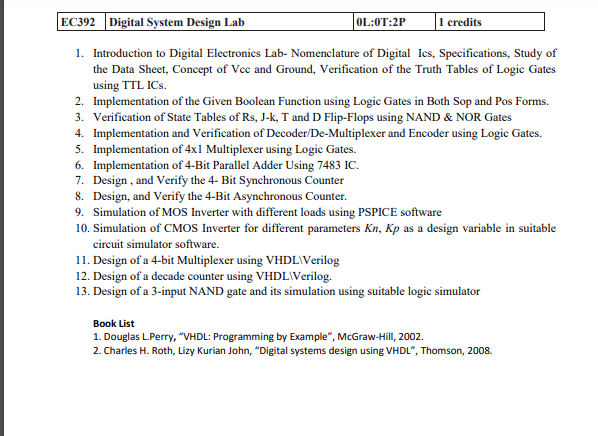 EC392 Digital System Design Lab 0L:0T:2P 1 credits
1. Introduction to Digital Electronics Lab- Nomenclature of Digital Ics, Specifications, Study of
the Data Sheet, Concept of Vcc and Ground, Verification of the Truth Tables of Logic Gates
using TTL ICs.
2. Implementation of the Given Boolean Function using Logic Gates in Both Sop and Pos Forms.
3. Verification of State Tables of Rs, J-k, T and D Flip-Flops using NAND & NOR Gates
4. Implementation and Verification of Decoder/De-Multiplexer and Encoder using Logic Gates.
5. Implementation of 4x1 Multiplexer using Logic Gates.
6. Implementation of 4-Bit Parallel Adder Using 7483 IC.
7. Design , and Verify the 4- Bit Synchronous Counter
8. Design, and Verify the 4-Bit Asynchronous Counter.
9. Simulation of MOS Inverter with different loads using PSPICE software
10. Simulation of CMOS Inverter for different parameters Kn, Kp as a design variable in suitable
circuit simulator software.
11. Design of a 4-bit Multiplexer using VHDL\Verilog
12. Design of a decade counter using VHDL\Verilog.
13. Design of a 3-input NAND gate and its simulation using suitable logic simulator
Book List
1. Douglas L.Perry, “VHDL: Programming by Example”, McGraw-Hill, 2002.
2. Charles H. Roth, Lizy Kurian John, “Digital systems design using VHDL”, Thomson, 2008.